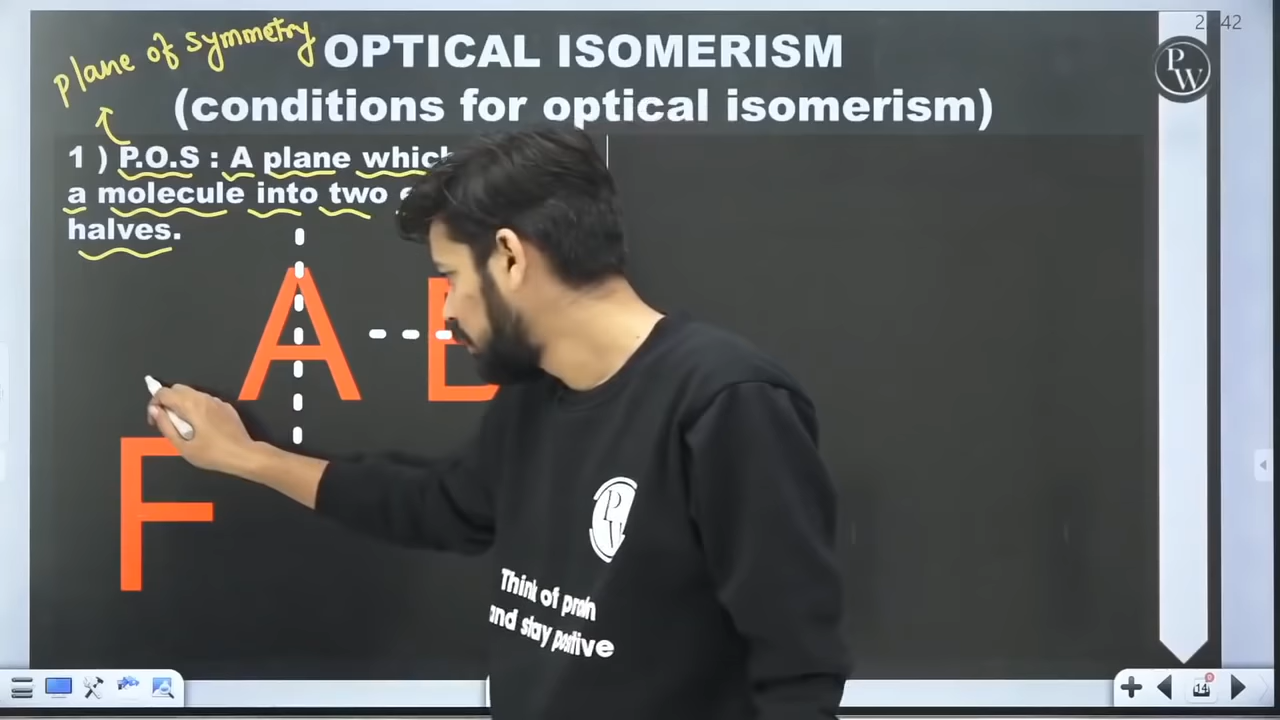 plane of symmetry
OPTICAL ISOMERISM
(conditions for optical isomerism)
1 ) P.O.S : A plane which
a molecule into two
halves.
A
F
PW
PW
Think of
and stay positive
14